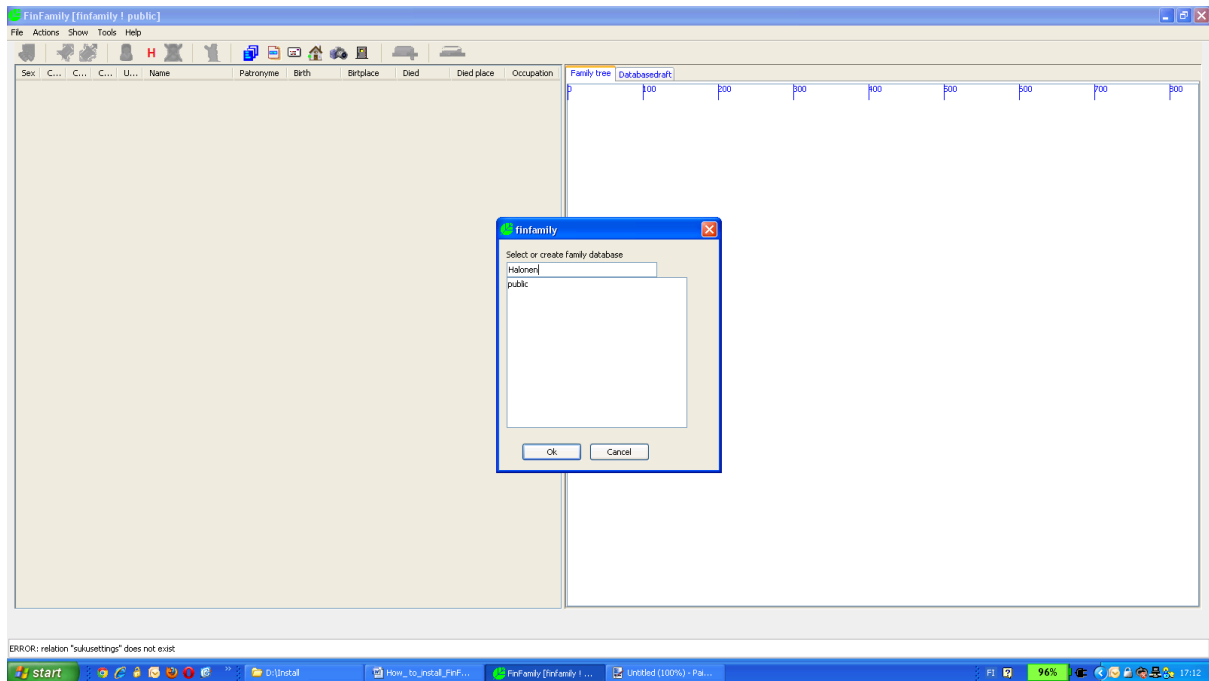 FinFamily [finfamily ! public]
File Actions Show Tools Help
H
Sex C... C... C... U... Name Patronyme Birth Birtplace Died Died place Occupation
Family tree Databasedraft
0 100 200 300 400 500 600 700 800
finfamily
Select or create family database
Halonen
public
Ok Cancel
ERROR: relation "sukusettings" does not exist
start
D:\Install
How_to_install_FinF...
FinFamily [finfamily ! ...
Untitled (100%) - Pai...
FI 96% 17:12